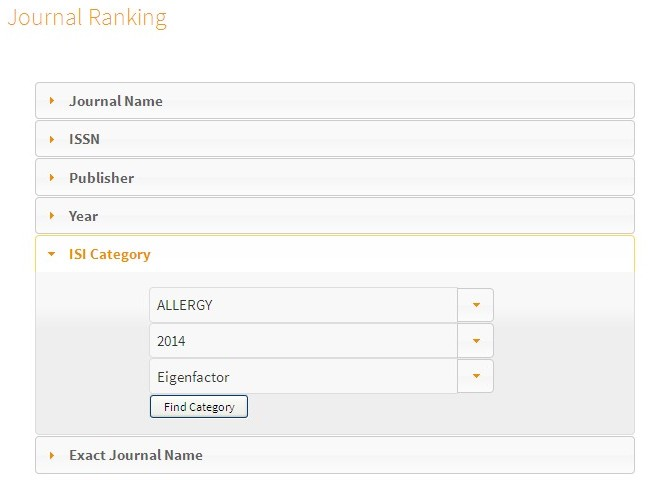 Journal Ranking
Journal Name
ISSN
Publisher
Year
ISI Category
ALLERGY
2014
Eigenfactor
Find Category
Exact Journal Name